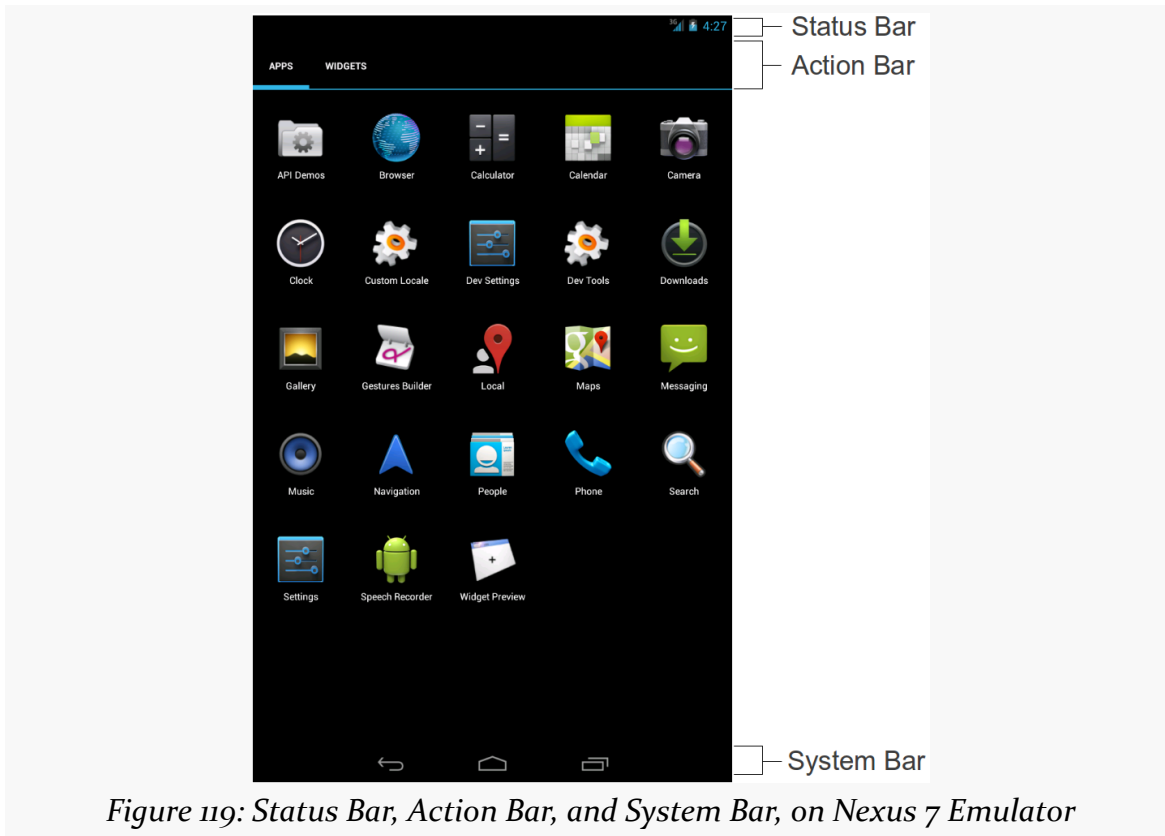 3G 4:27 Status Bar
APPS WIDGETS Action Bar
API Demos Browser Calculator Calendar Camera
Clock Custom Locale Dev Settings Dev Tools Downloads
Gallery Gestures Builder Local Maps Messaging
Music Navigation People Phone Search
Settings Speech Recorder Widget Preview
System Bar
Figure 119: Status Bar, Action Bar, and System Bar, on Nexus 7 Emulator